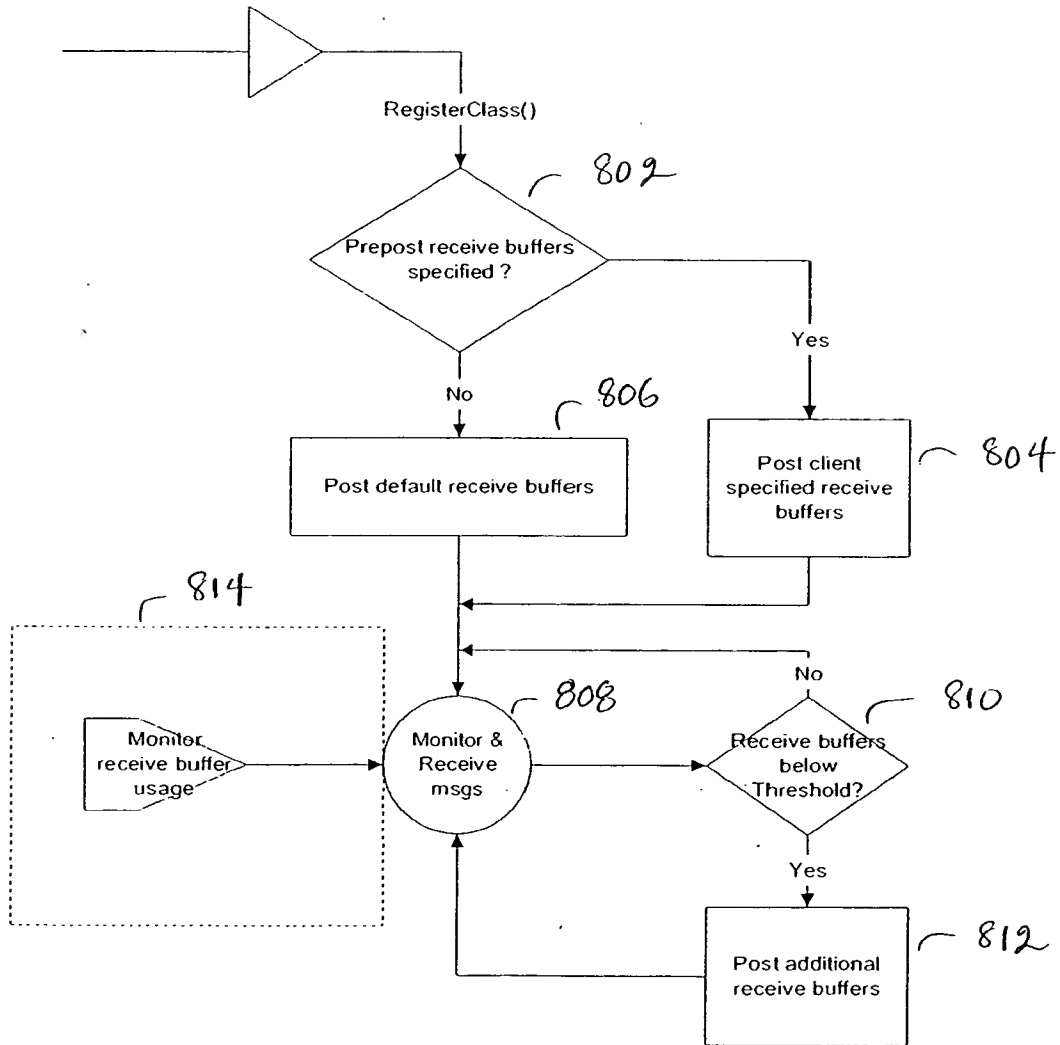 RegisterClass()
802
Prepost receive buffers
specified ?
Yes
No
806
804
Post default receive buffers
Post client
specified receive
buffers
814
No
808
810
Monitor
receive buffer
usage
Monitor &
Receive
msgs
Receive buffers
below
Threshold?
Yes
812
Post additional
receive buffers